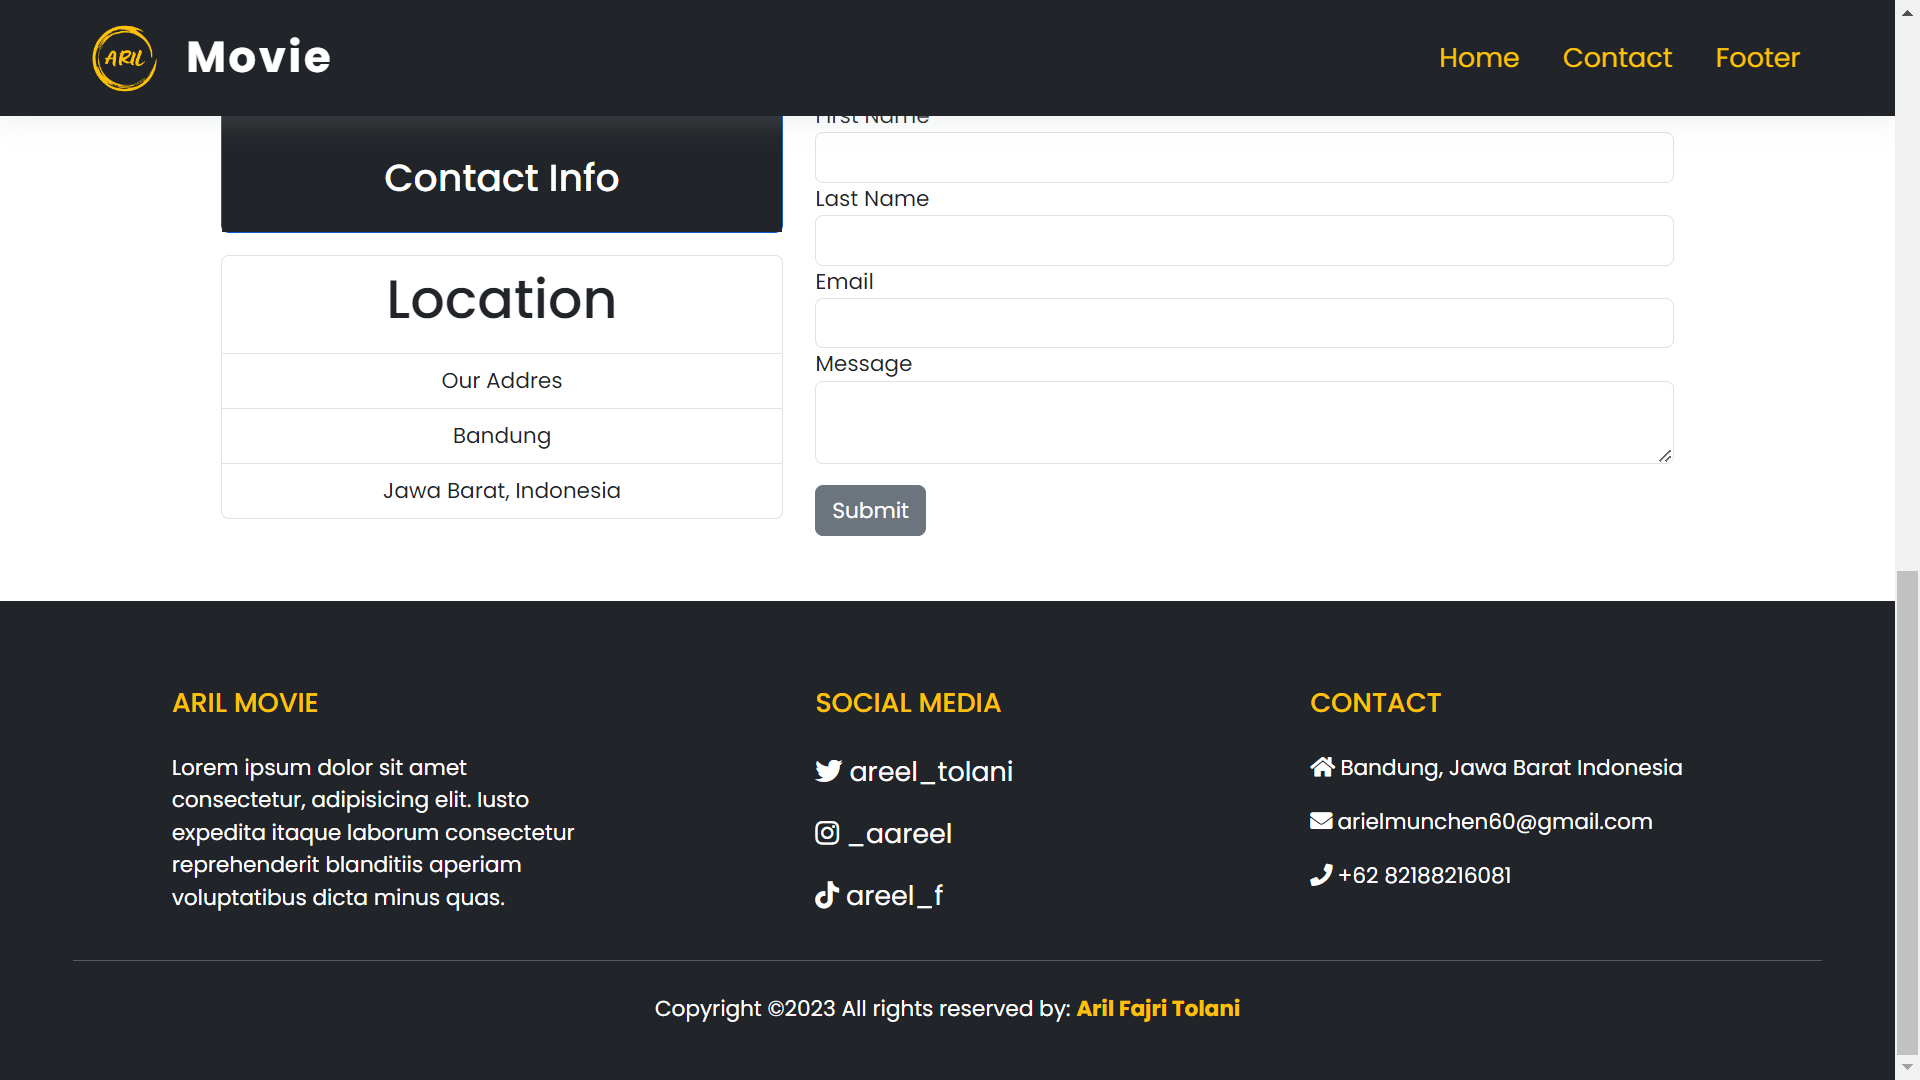 ARIL
Movie
Home
Contact
Footer
Contact Info
Location
Our Addres
Bandung
Jawa Barat, Indonesia
First Name
Last Name
Email
Message
Submit
ARIL MOVIE
Lorem ipsum dolor sit amet
consectetur, adipisicing elit. Iusto
expedita itaque laborum consectetur
reprehenderit blanditiis aperiam
voluptatibus dicta minus quas.
SOCIAL MEDIA
areel_tolani
_aareel
areel_f
CONTACT
Bandung, Jawa Barat Indonesia
arielmunchen60@gmail.com
+62 82188216081
Copyright ©2023 All rights reserved by: Aril Fajri Tolani